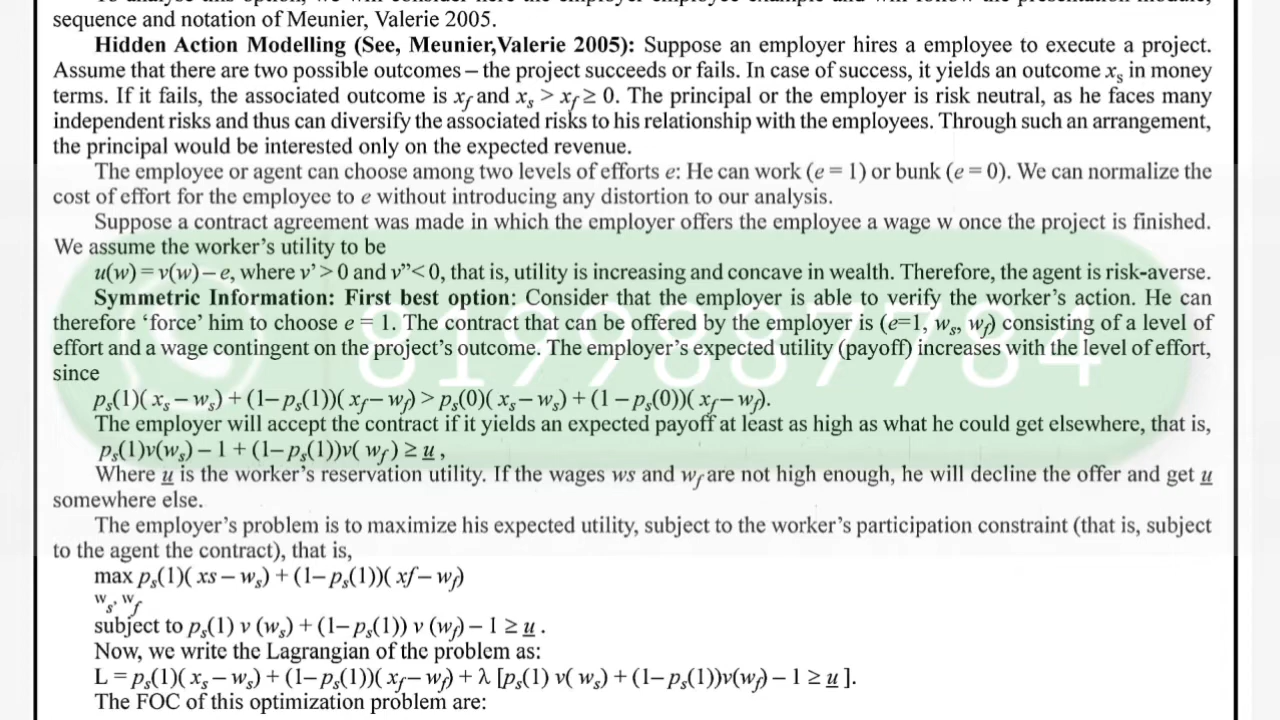 sequence and notation of Meunier, Valerie 2005.
Hidden Action Modelling (See, Meunier,Valerie 2005): Suppose an employer hires a employee to execute a project.
Assume that there are two possible outcomes – the project succeeds or fails. In case of success, it yields an outcome xₛ in money
terms. If it fails, the associated outcome is x_f and xₛ > x_f ≥ 0. The principal or the employer is risk neutral, as he faces many
independent risks and thus can diversify the associated risks to his relationship with the employees. Through such an arrangement,
the principal would be interested only on the expected revenue.
The employee or agent can choose among two levels of efforts e: He can work (e = 1) or bunk (e = 0). We can normalize the
cost of effort for the employee to e without introducing any distortion to our analysis.
Suppose a contract agreement was made in which the employer offers the employee a wage w once the project is finished.
We assume the worker's utility to be
u(w) = v(w) – e, where v' > 0 and v''< 0, that is, utility is increasing and concave in wealth. Therefore, the agent is risk-averse.
Symmetric Information: First best option: Consider that the employer is able to verify the worker's action. He can
therefore 'force' him to choose e = 1. The contract that can be offered by the employer is (e=1, wₛ, w_f) consisting of a level of
effort and a wage contingent on the project's outcome. The employer's expected utility (payoff) increases with the level of effort,
since
pₛ(1)( xₛ – wₛ) + (1–pₛ(1))( x_f– w_f) > pₛ(0)( xₛ– wₛ) + (1 – pₛ(0))( x_f– w_f).
The employer will accept the contract if it yields an expected payoff at least as high as what he could get elsewhere, that is,
pₛ(1)v(wₛ) – 1 + (1–pₛ(1))v( w_f ) ≥ u ,
Where u is the worker's reservation utility. If the wages ws and w_f are not high enough, he will decline the offer and get u
somewhere else.
The employer's problem is to maximize his expected utility, subject to the worker's participation constraint (that is, subject
to the agent the contract), that is,
max pₛ(1)( xs – wₛ) + (1–pₛ(1))( xf – w_f)
wₛ, w_f
subject to pₛ(1) v (wₛ) + (1–pₛ(1)) v (w_f) – 1 ≥ u .
Now, we write the Lagrangian of the problem as:
L = pₛ(1)( xₛ – wₛ) + (1–pₛ(1))( x_f– w_f) + λ [pₛ(1) v( wₛ) + (1–pₛ(1))v(w_f) – 1 ≥ u ].
The FOC of this optimization problem are:
8199887784